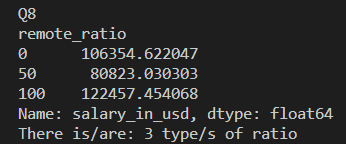 Q8
remote_ratio
0      106354.622047
50      80823.030303
100    122457.454068
Name: salary_in_usd, dtype: float64
There is/are: 3 type/s of ratio